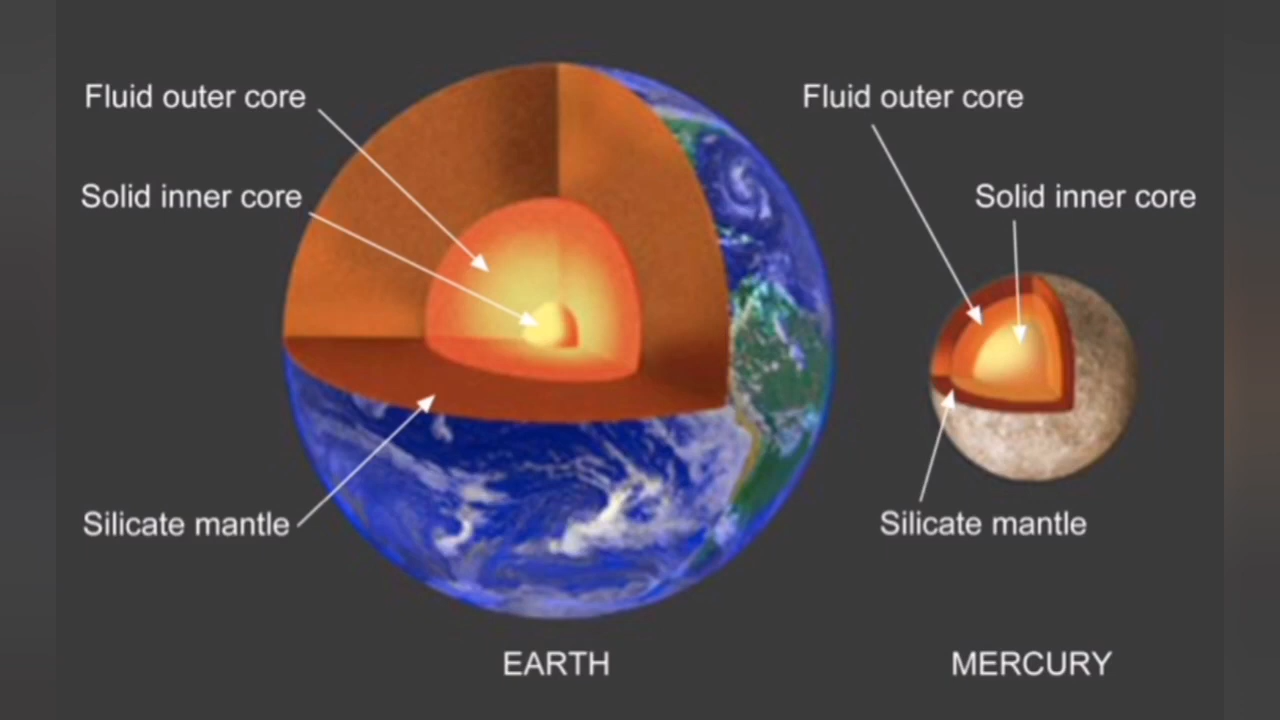 Fluid outer core
Solid inner core
Silicate mantle
EARTH
Fluid outer core
Solid inner core
Silicate mantle
MERCURY